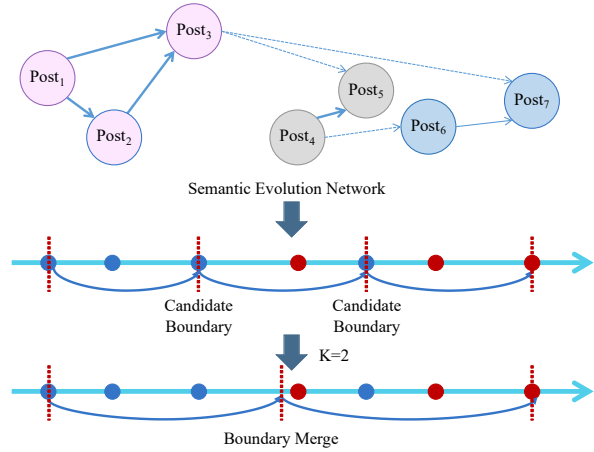 Post3
Post1
Post5
Post7
Post2
Post4
Post6
Semantic Evolution Network
Candidate
Boundary
Candidate
Boundary
K=2
Boundary Merge